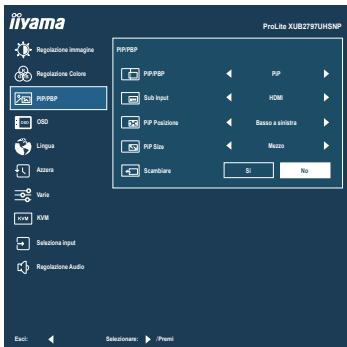 iiyama
ProLite XUB2797UHSNP
Regolazione immagine
Regolazione Colore
PIP/PBP
OSD
OSD
Lingua
Azzera
Varie
KVM
KVM
Seleziona input
Regolazione Audio
PIP/PBP
PIP/PBP
PiP
Sub Input
HDMI
PiP Posizione
Basso a sinistra
PiP Size
Mezzo
Scambiare
Si
No
Esci:
Selezionare: /Premi